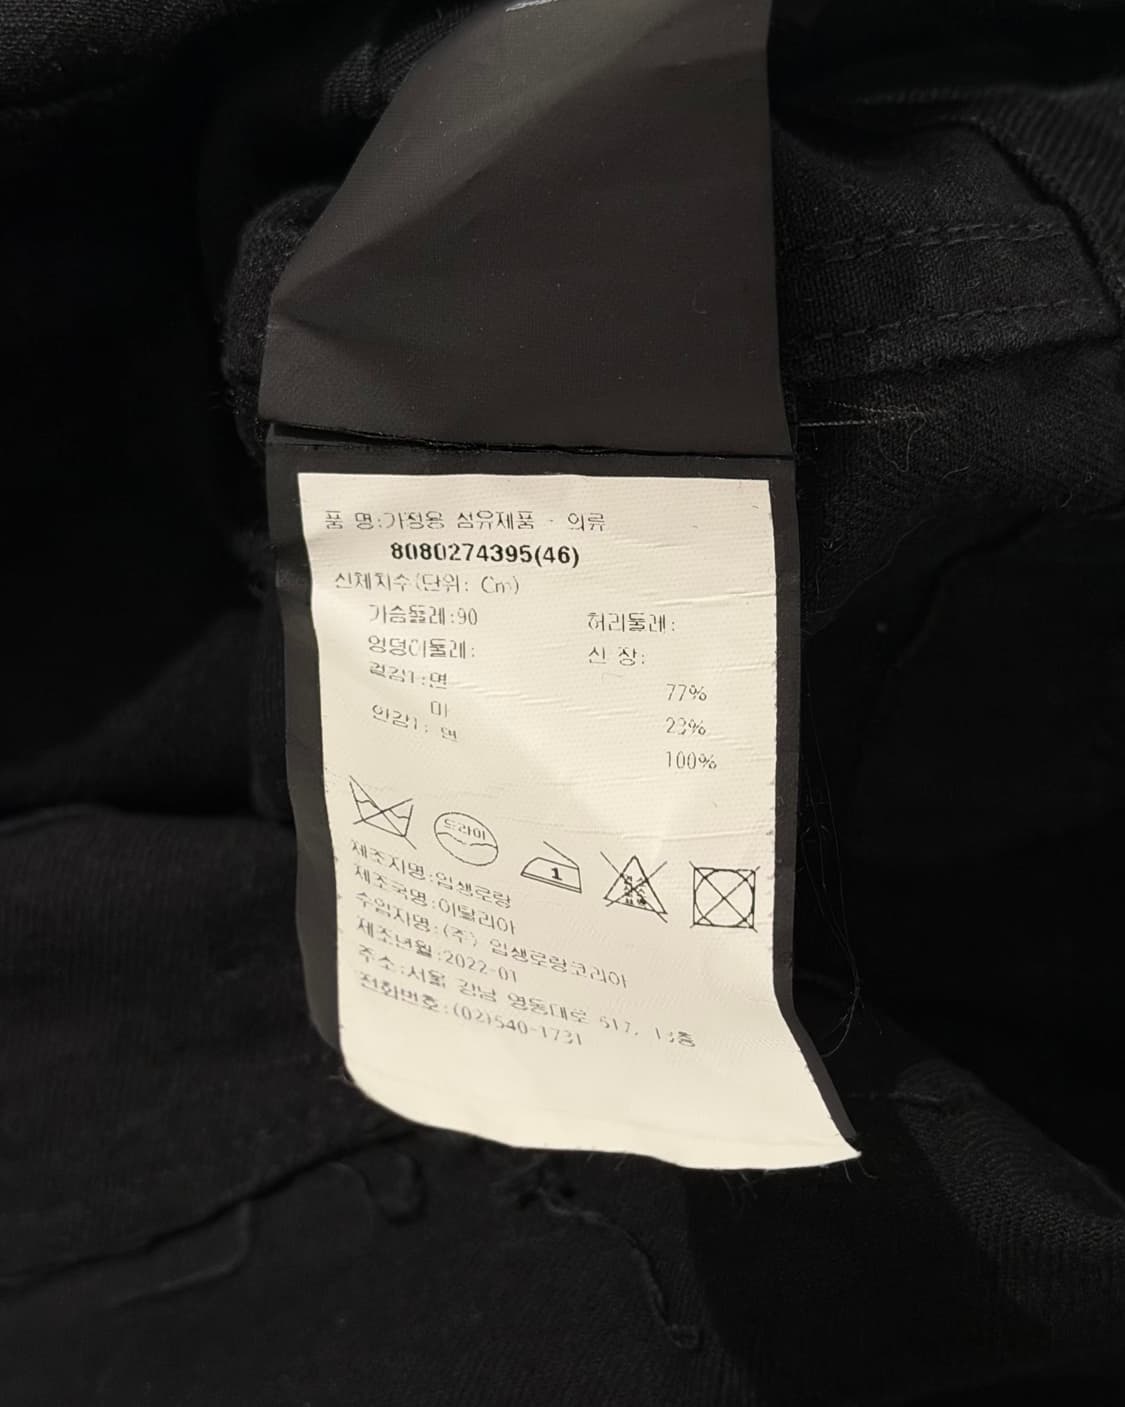 품 명:가정용 섬유제품 - 의류
8080274395(46)
신체치수(단위: Cm)
가슴둘레:90 허리둘레:
엉덩이둘레: 신 장:
겉감1:면 77%
마 23%
안감1: 면 100%
드라이
1
제조자명:입생로랑
제조국명:이탈리아
수입자명:(주) 입생로랑코리아
제조년월:2022-01
주소:서울 강남 영동대로 517,
전화번호:(02)540-1731